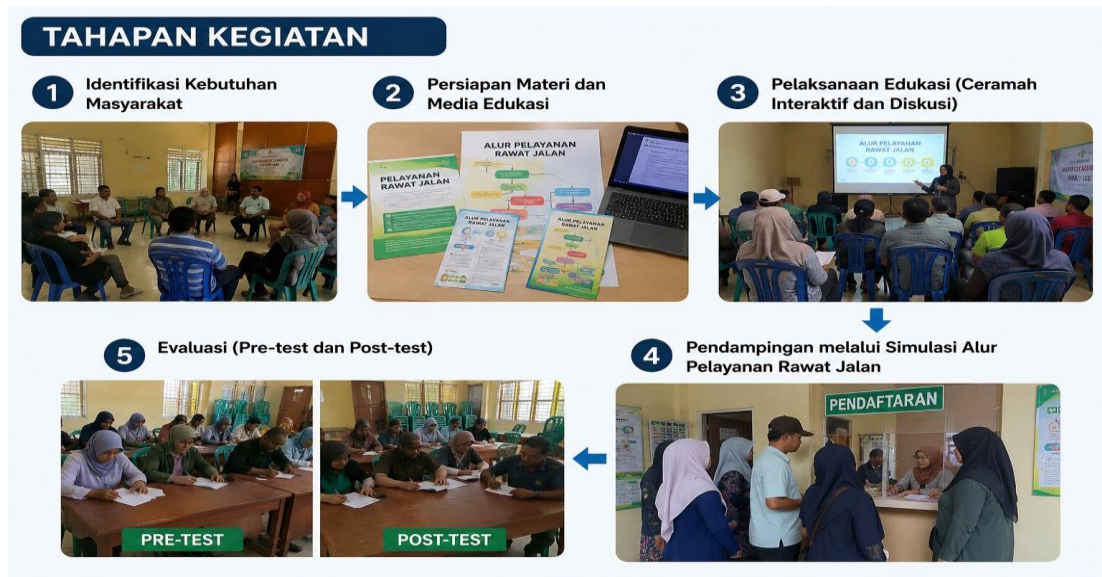 TAHAPAN KEGIATAN
1
Identifikasi Kebutuhan
Masyarakat
2
Persiapan Materi dan
Media Edukasi
ALUR PELAYANAN
RAWAT JALAN
PELAYANAN
RAWAT JALAN
ALUR PELAYANAN
RAWAT JALAN
ALUR PELAYANAN
RAWAT JALAN
3
Pelaksanaan Edukasi (Ceramah
Interaktif dan Diskusi)
ALUR PELAYANAN
RAWAT JALAN
4
Pendampingan melalui Simulasi Alur
Pelayanan Rawat Jalan
PENDAFTARAN
5
Evaluasi (Pre-test dan Post-test)
PRE-TEST
POST-TEST